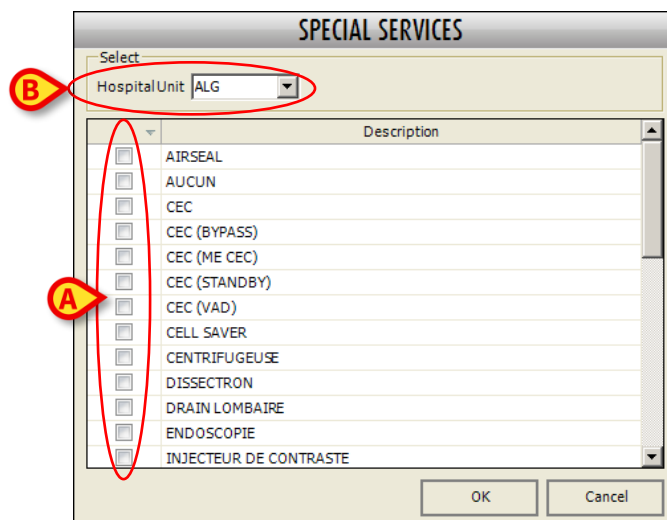 SPECIAL SERVICES
Select
B
Hospital Unit ALG
Description
AIRSEAL
AUCUN
CEC
CEC (BYPASS)
CEC (ME CEC)
CEC (STANDBY)
A
CEC (VAD)
CELL SAVER
CENTRIFUGEUSE
DISSECTRON
DRAIN LOMBAIRE
ENDOSCOPIE
INJECTEUR DE CONTRASTE
OK Cancel